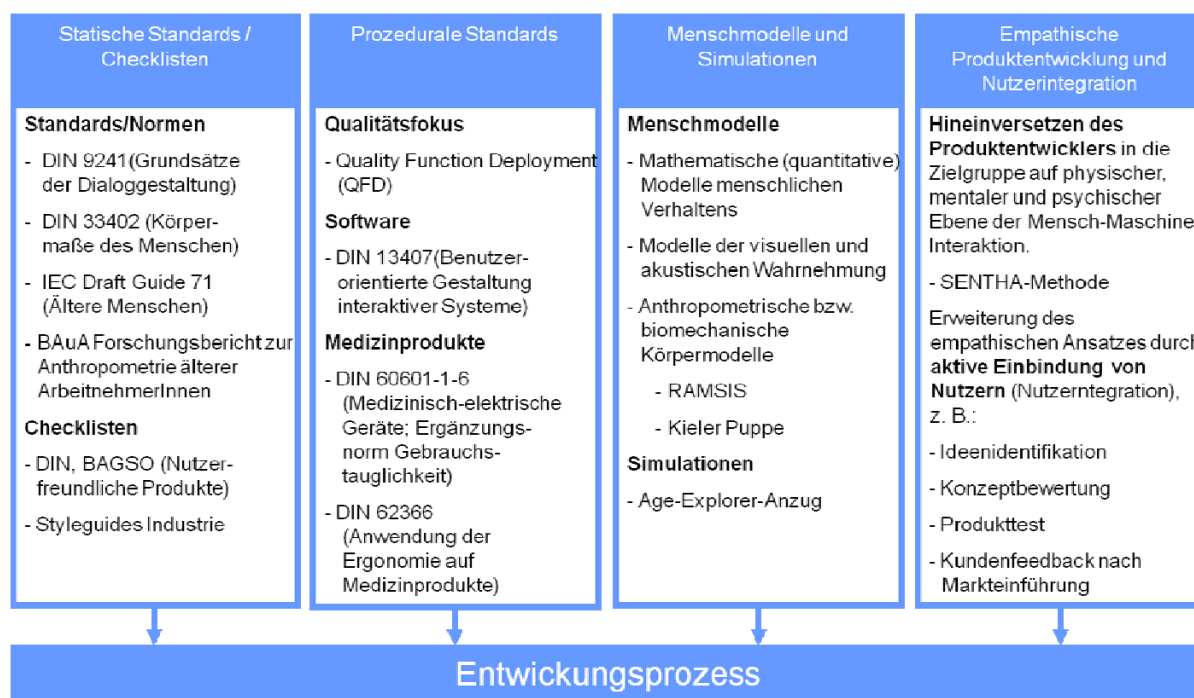 Statische Standards /
Checklisten
Standards/Normen
- DIN 9241(Grundsätze
der Dialoggestaltung)
- DIN 33402 (Körper-
maße des Menschen)
- IEC Draft Guide 71
(Ältere Menschen)
- BAuA Forschungsbericht zur
Anthropometrie älterer
ArbeitnehmerInnen
Checklisten
- DIN, BAGSO (Nutzer-
freundliche Produkte)
- Styleguides Industrie
Prozedurale Standards
Qualitätsfokus
- Quality Function Deployment
(QFD)
Software
- DIN 13407(Benutzer-
orientierte Gestaltung
interaktiver Systeme)
Medizinprodukte
- DIN 60601-1-6
(Medizinisch-elektrische
Geräte; Ergänzungs-
norm Gebrauchs-
tauglichkeit)
- DIN 62366
(Anwendung der
Ergonomie auf
Medizinprodukte)
Menschmodelle und
Simulationen
Menschmodelle
- Mathematische (quantitative)
Modelle menschlichen
Verhaltens
- Modelle der visuellen und
akustischen Wahrnehmung
- Anthropometrische bzw.
biomechanische
Körpermodelle
- RAMSIS
- Kieler Puppe
Simulationen
- Age-Explorer-Anzug
Empathische
Produktentwicklung und
Nutzerintegration
Hineinversetzen des
Produktentwicklers in die
Zielgruppe auf physischer,
mentaler und psychischer
Ebene der Mensch-Maschine
Interaktion.
- SENTHA-Methode
Erweiterung des
empathischen Ansatzes durch
aktive Einbindung von
Nutzern (Nutzerntegration),
z. B.:
- Ideenidentifikation
- Konzeptbewertung
- Produkttest
- Kundenfeedback nach
Markteinführung
Entwickungsprozess